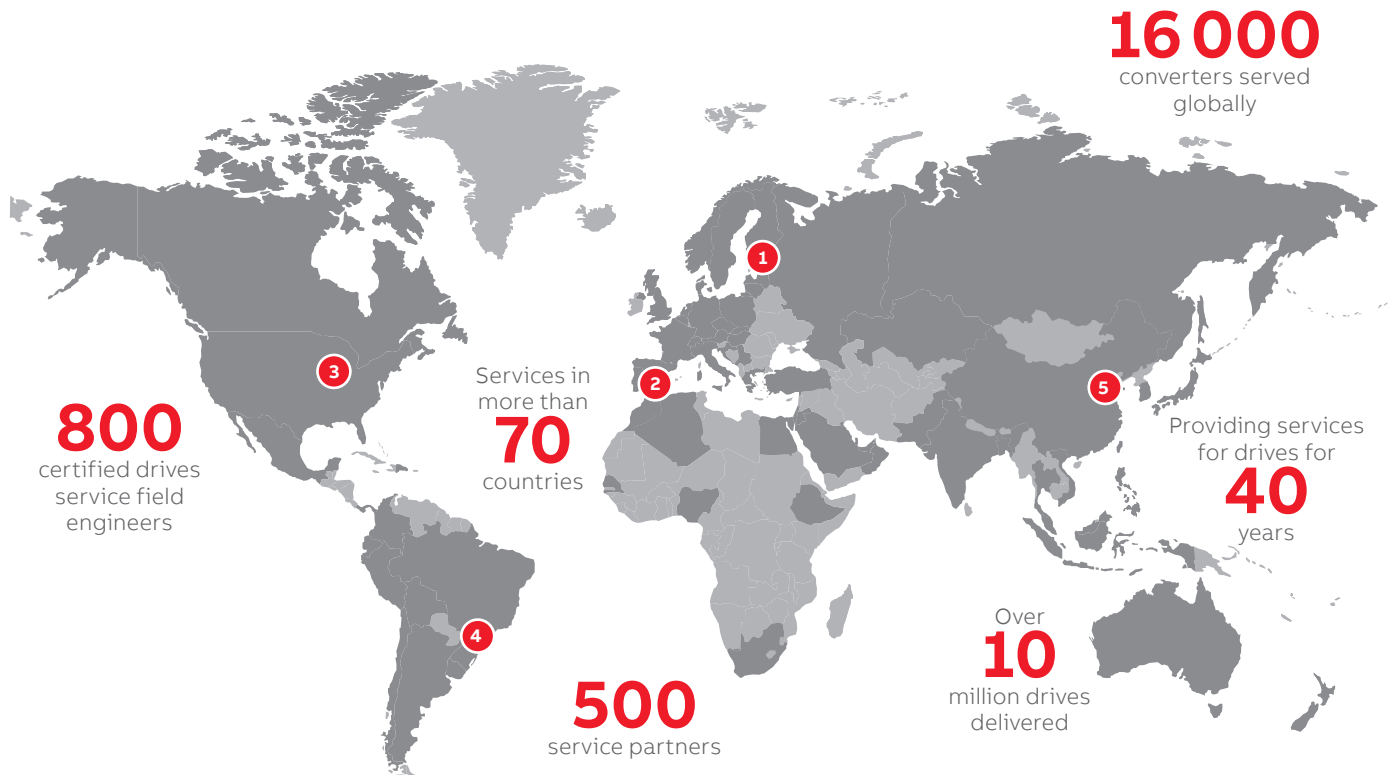 16 000
converters served
globally
1
3
2
5
Services in
more than
70
countries
800
certified drives
service field
engineers
Providing services
for drives for
40
years
4
Over
10
million drives
delivered
500
service partners